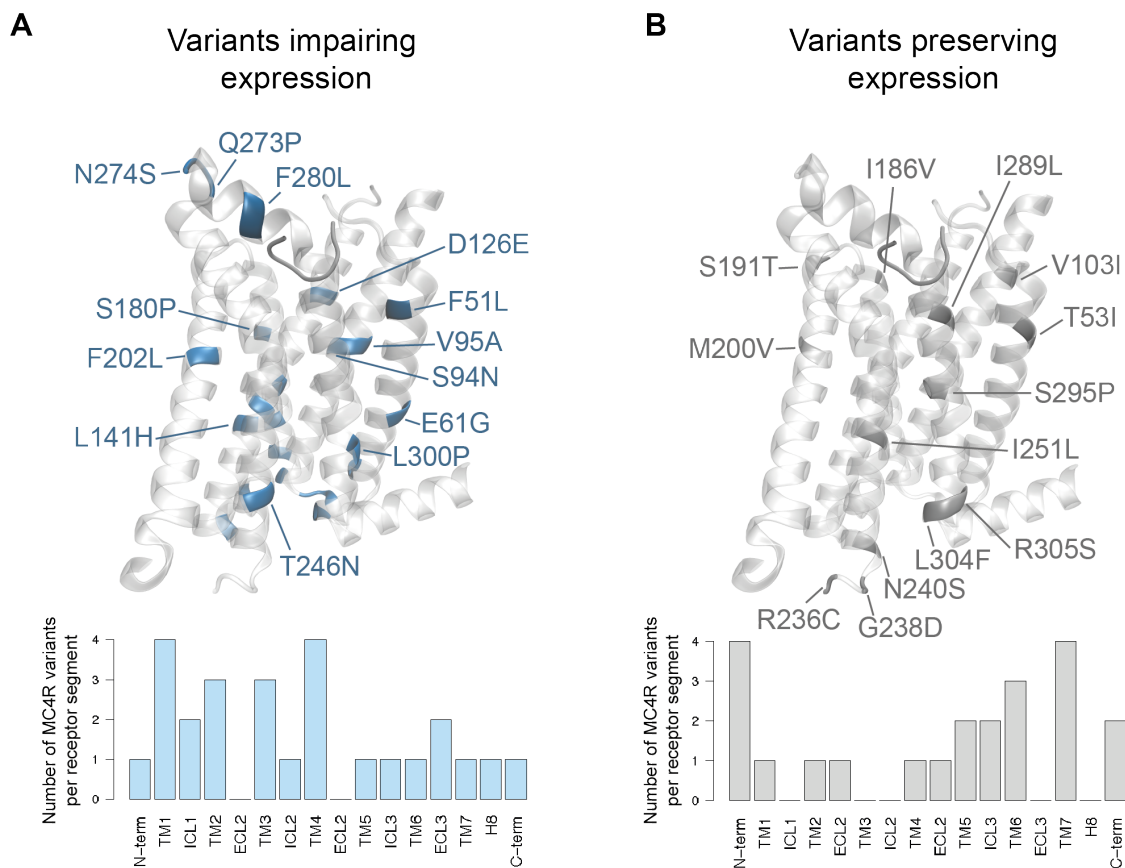 A
Variants impairing
expression
Q273P
N274S
F280L
D126E
S180P
F51L
F202L
V95A
S94N
L141H
E61G
L300P
T246N
Number of MC4R variants
per receptor segment
4
3
2
1
0
N-term
TM1
ICL1
TM2
ECL2
TM3
ICL2
TM4
ECL2
TM5
ICL3
TM6
ECL3
TM7
H8
C-term
B
Variants preserving
expression
I186V
I289L
S191T
V103I
T53I
M200V
S295P
I251L
L304F
R305S
N240S
R236C
G238D
Number of MC4R variants
per receptor segment
4
3
2
1
0
N-term
TM1
ICL1
TM2
ECL2
TM3
ICL2
TM4
ECL2
TM5
ICL3
TM6
ECL3
TM7
H8
C-term